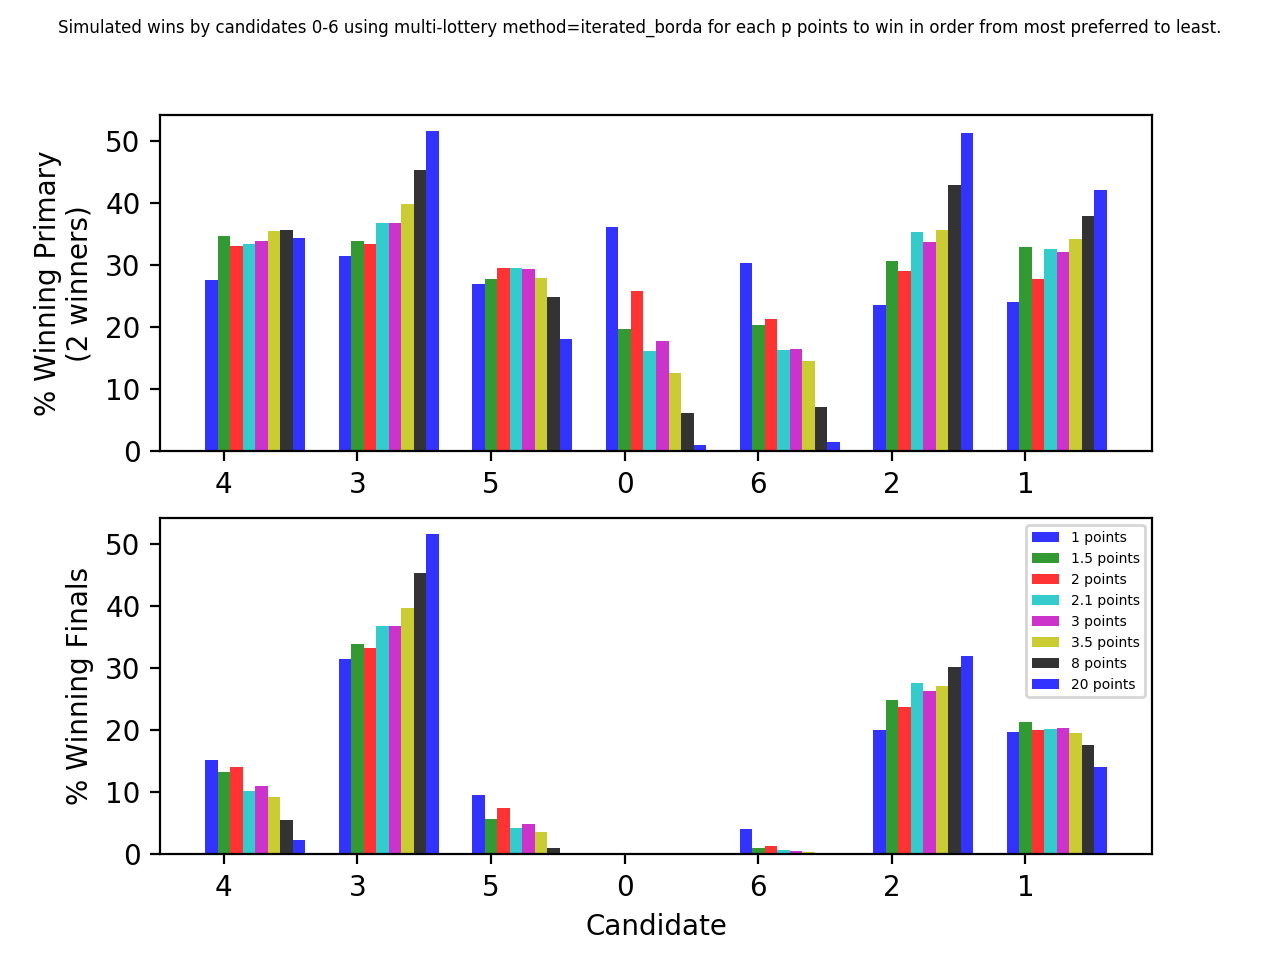 Simulated wins by candidates 0-6 using multi-lottery method=iterated_borda for each p points to win in order from most preferred to least.
% Winning Primary
(2 winners)
50
40
30
20
10
0
4 3 5 0 6 2 1
% Winning Finals
50
40
30
20
10
0
1 points
1.5 points
2 points
2.1 points
3 points
3.5 points
8 points
20 points
4 3 5 0 6 2 1
Candidate